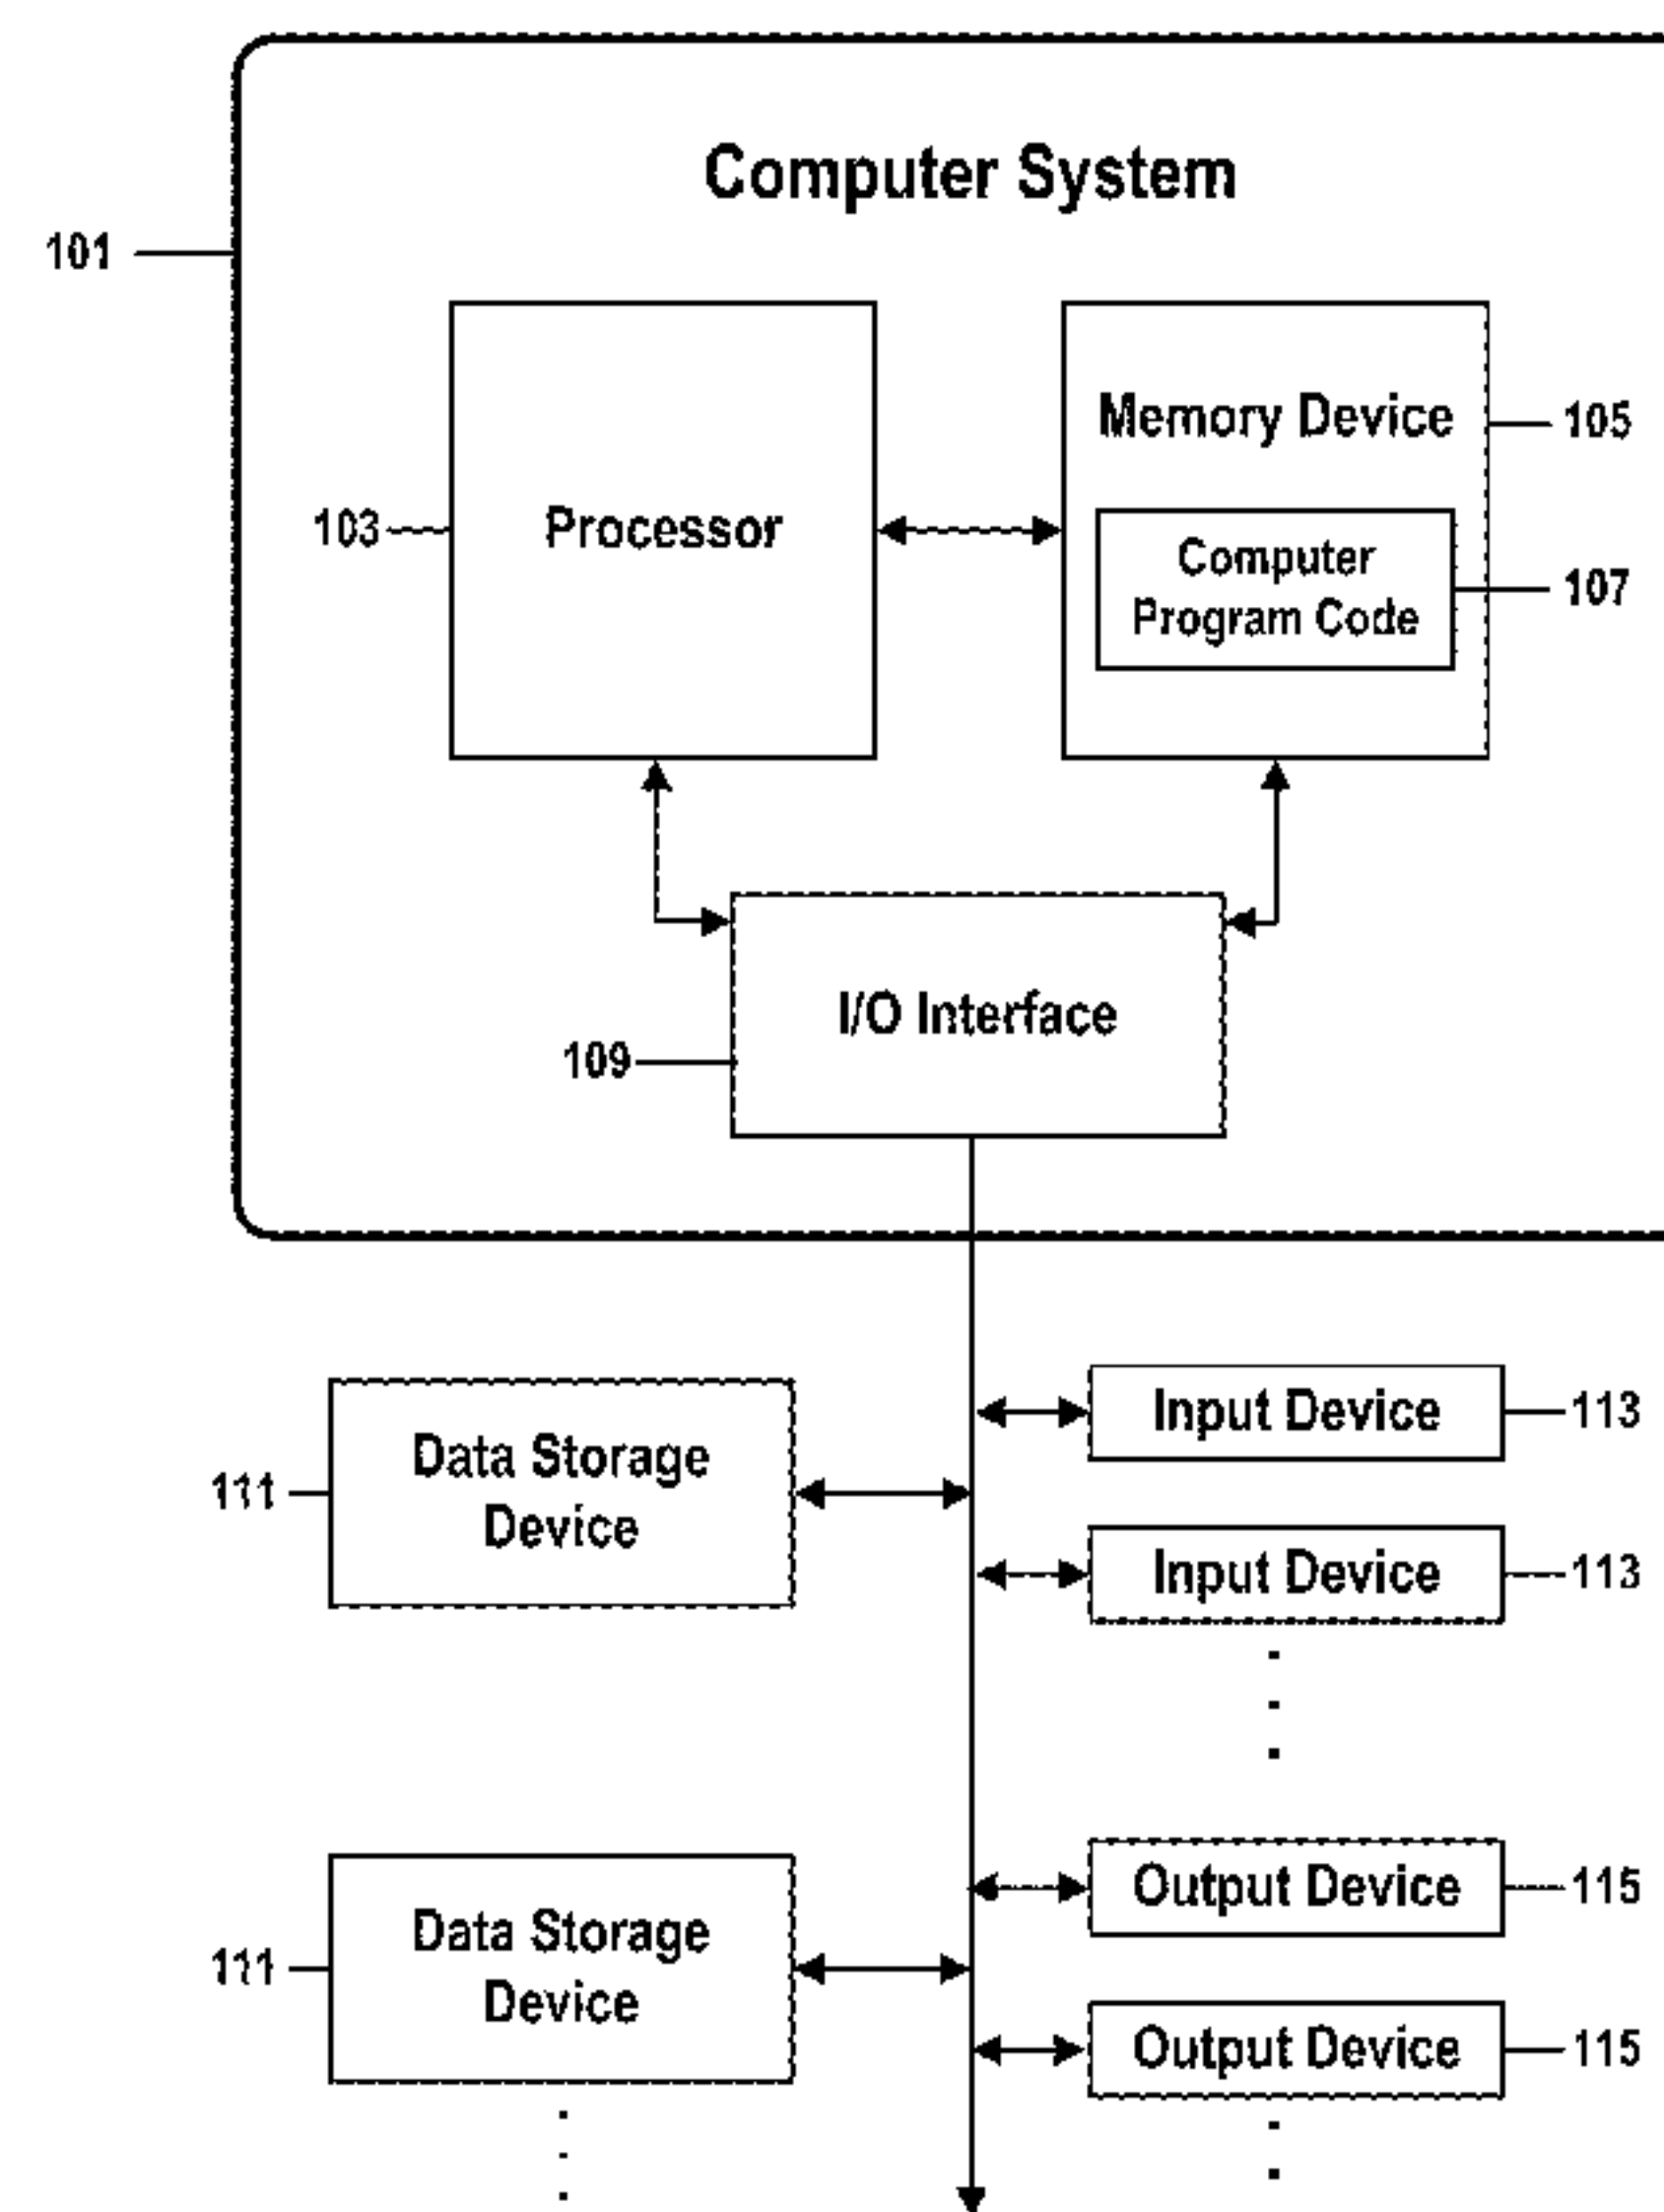 Computer System
101
Memory Device
105
103
Processor
Computer
Program Code
107
I/O Interface
109
Input Device
113
Data Storage
Device
111
Input Device
113
Output Device
115
Data Storage
Device
111
Output Device
115